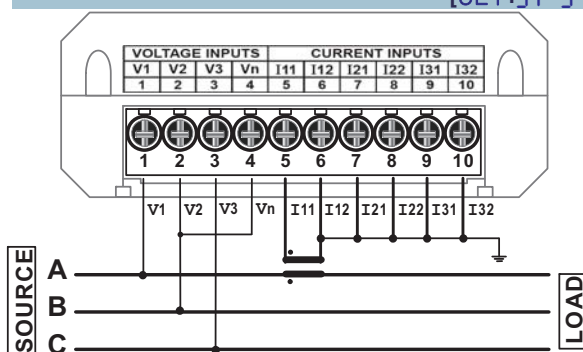 VOLTAGE INPUTS CURRENT INPUTS
V1 V2 V3 Vn I11 I12 I21 I22 I31 I32
1 2 3 4 5 6 7 8 9 10
1 2 3 4 5 6 7 8 9 10
V1 V2 V3 Vn I11 I12 I21 I22 I31 I32
SOURCE
A
B
C
LOAD